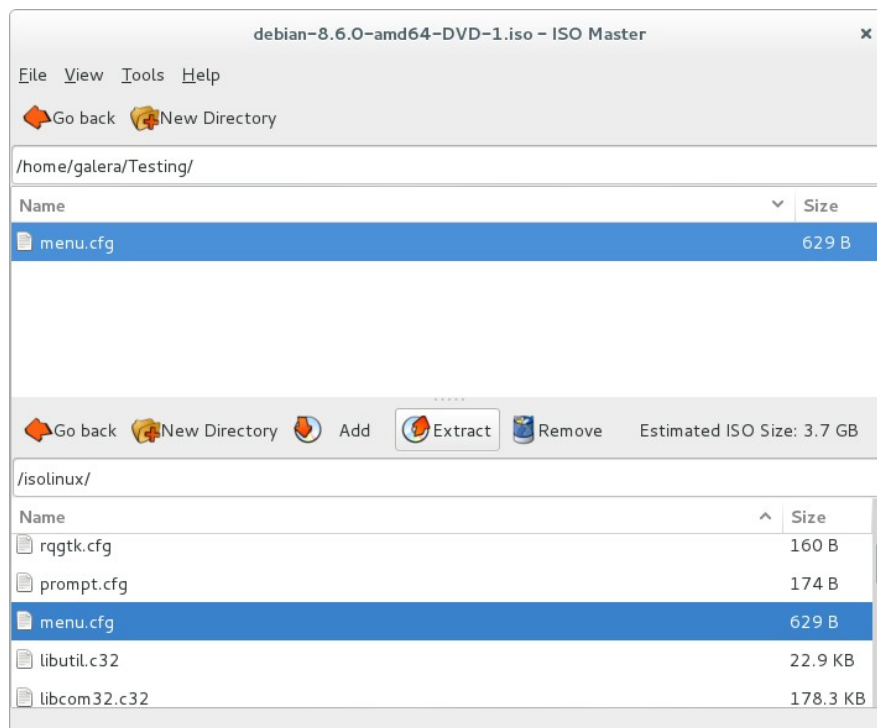 debian-8.6.0-amd64-DVD-1.iso – ISO Master
File View Tools Help
Go back New Directory
/home/galera/Testing/
Name Size
menu.cfg 629 B
Go back New Directory Add Extract Remove Estimated ISO Size: 3.7 GB
/isolinux/
Name Size
rqgtk.cfg 160 B
prompt.cfg 174 B
menu.cfg 629 B
libutil.c32 22.9 KB
libcom32.c32 178.3 KB